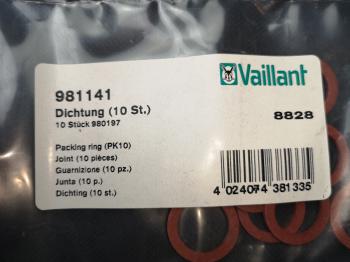 981141
Vaillant
Dichtung (10 St.)
10 Stück 980197
8828
Packing ring (PK10)
Joint (10 pièces)
Guarnizione (10 pz.)
Junta (10 p.)
Dichting (10 st.)
4 024074 381335